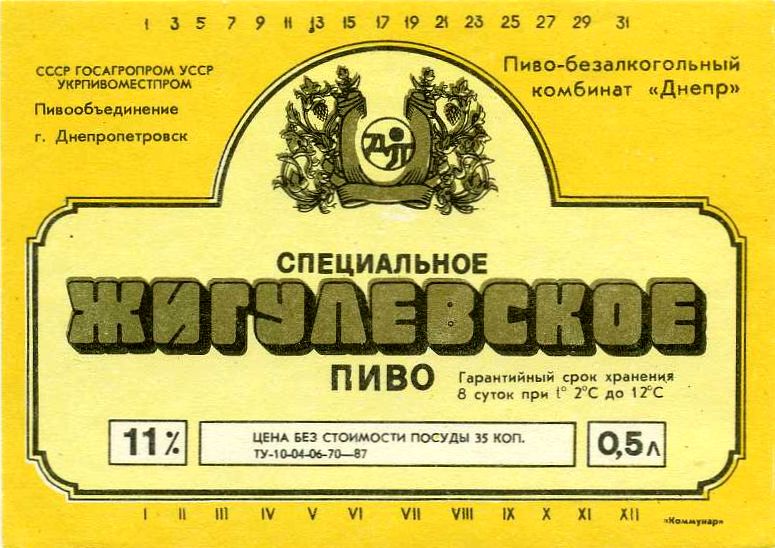 1 3 5 7 9 11 13 15 17 19 21 23 25 27 29 31
СССР ГОСАГРОПРОМ УССР
УКРПИВОМЕСТПРОМ
Пивообъединение
г. Днепропетровск
Пиво-безалкогольный
комбинат «Днепр»
ДП
СПЕЦИАЛЬНОЕ
ЖИГУЛЕВСКОЕ
ПИВО
Гарантийный срок хранения
8 суток при t° 2°С до 12°С
11%
ЦЕНА БЕЗ СТОИМОСТИ ПОСУДЫ 35 КОП.
ТУ-10-04-06-70—87
0,5л
I II III IV V VI VII VIII IX X XI XII
«Коммунар»